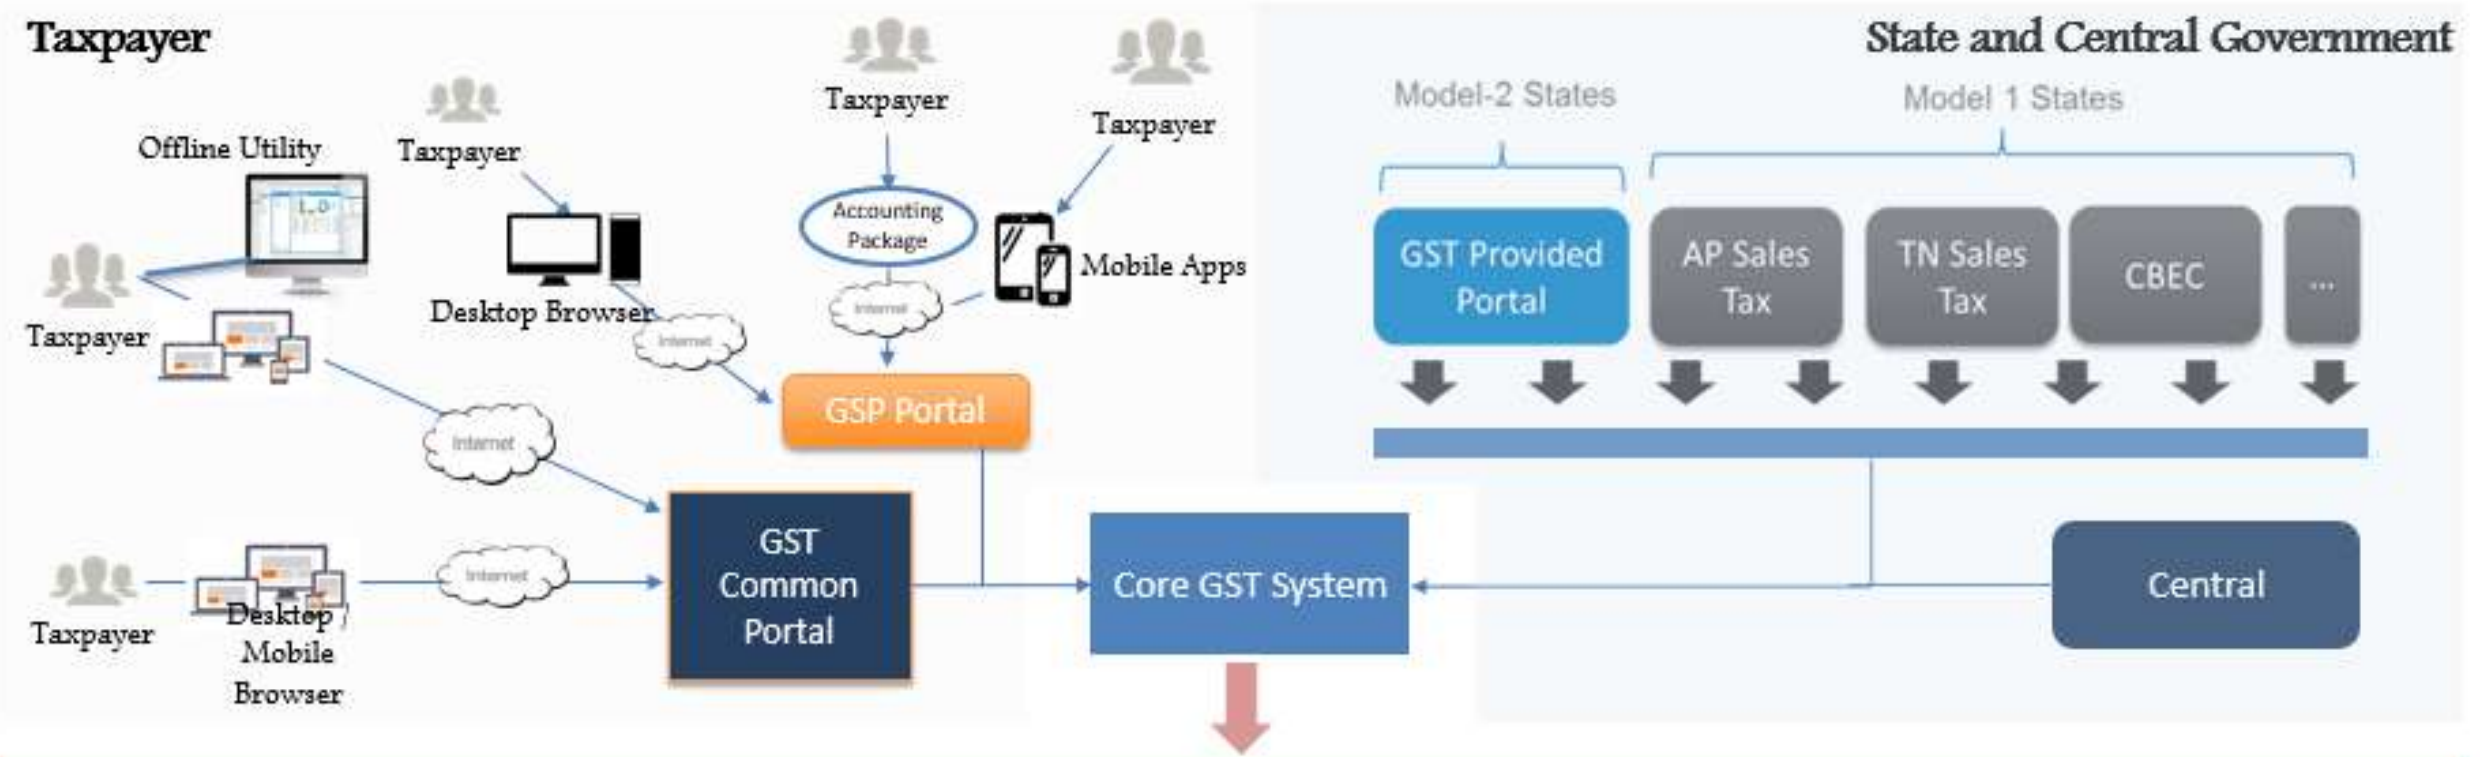 Taxpayer
State and Central Government
Taxpayer
Taxpayer
Taxpayer
Taxpayer
Offline Utility
Accounting
Package
Mobile Apps
Desktop Browser
Internet
Internet
Taxpayer
GSP Portal
Internet
GST
Common
Portal
Internet
Taxpayer
Desktop /
Mobile
Browser
Core GST System
Model-2 States
Model 1 States
GST Provided
Portal
AP Sales
Tax
TN Sales
Tax
CBEC
...
Central